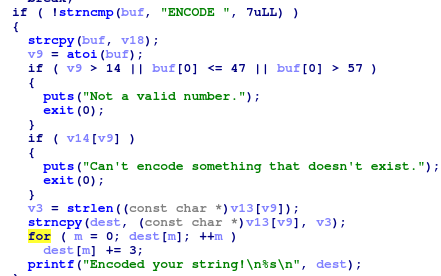 if ( !strncmp(buf, "ENCODE ", 7uLL) )
{
strcpy(buf, v18);
v9 = atoi(buf);
if ( v9 > 14 || buf[0] <= 47 || buf[0] > 57 )
{
puts("Not a valid number.");
exit(0);
}
if ( v14[v9] )
{
puts("Can't encode something that doesn't exist.");
exit(0);
}
v3 = strlen((const char *)v13[v9]);
strncpy(dest, (const char *)v13[v9], v3);
for ( m = 0; dest[m]; ++m )
dest[m] += 3;
printf("Encoded your string!\n%s\n", dest);